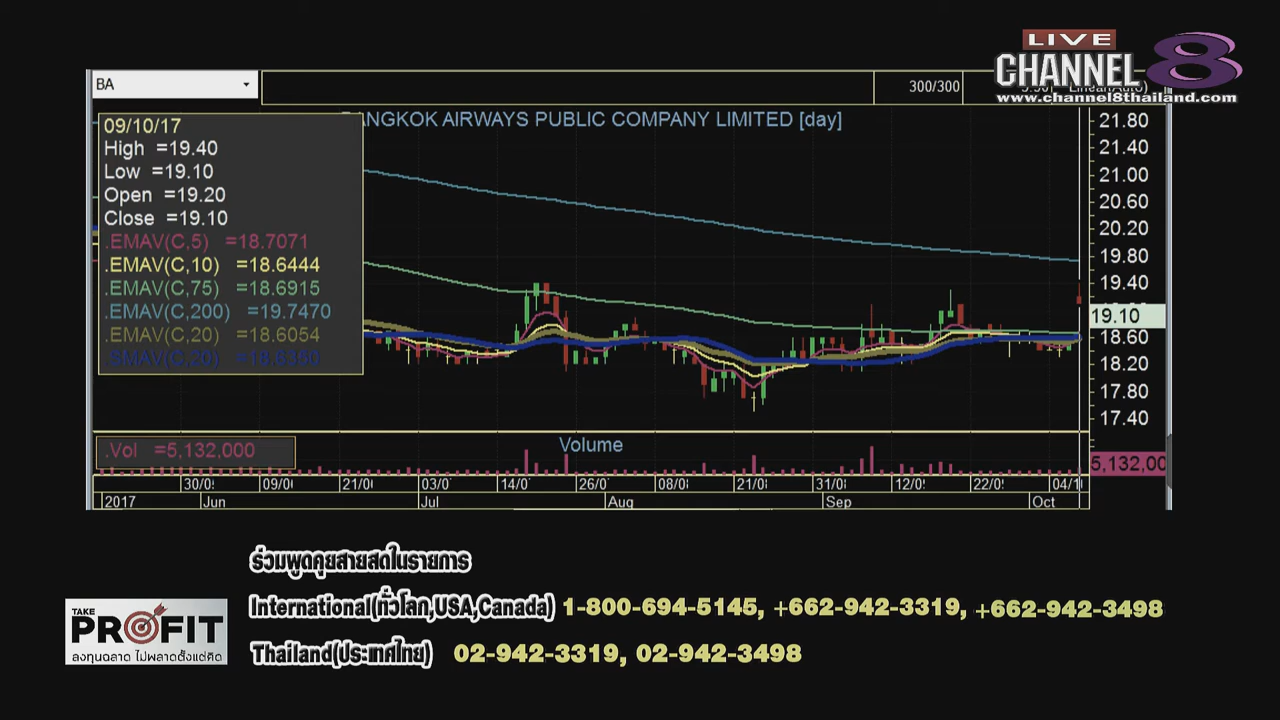 LIVE
CHANNEL 8
www.channel8thailand.com
BA
300/300
BANGKOK AIRWAYS PUBLIC COMPANY LIMITED [day]
09/10/17
High =19.40
Low =19.10
Open =19.20
Close =19.10
.EMAV(C,5) =18.7071
.EMAV(C,10) =18.6444
.EMAV(C,75) =18.6915
.EMAV(C,200) =19.7470
.EMAV(C,20) =18.6054
21.80
21.40
21.00
20.60
20.20
19.80
19.40
19.10
18.60
18.20
17.80
17.40
.Vol =5,132,000
Volume
5,132,00
30/05 09/0 21/0 03/0 14/0 26/0 08/0 21/0 31/0 12/0 22/0 04/1
2017 Jun Jul Aug Sep Oct
ร่วมพูดคุยสายสดในรายการ
International(ทั่วโลก,USA,Canada) 1-800-694-5145, +662-942-3319, +662-942-3498
Thailand(ประเทศไทย) 02-942-3319, 02-942-3498
TAKE
PROFIT
ลงทุนฉลาด ไม่พลาดตั้งแต่คิด